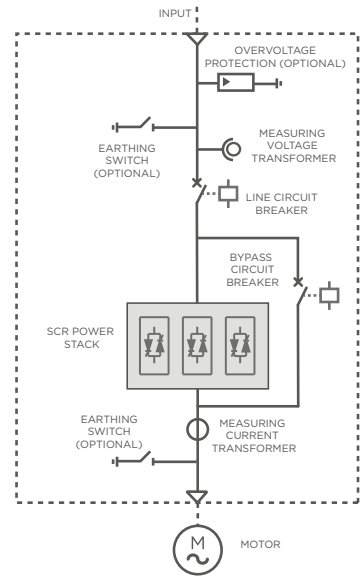 INPUT
OVERVOLTAGE
PROTECTION (OPTIONAL)
EARTHING
SWITCH
(OPTIONAL)
MEASURING
VOLTAGE
TRANSFORMER
LINE CIRCUIT
BREAKER
BYPASS
CIRCUIT
BREAKER
SCR POWER
STACK
EARTHING
SWITCH
(OPTIONAL)
MEASURING
CURRENT
TRANSFORMER
M
MOTOR